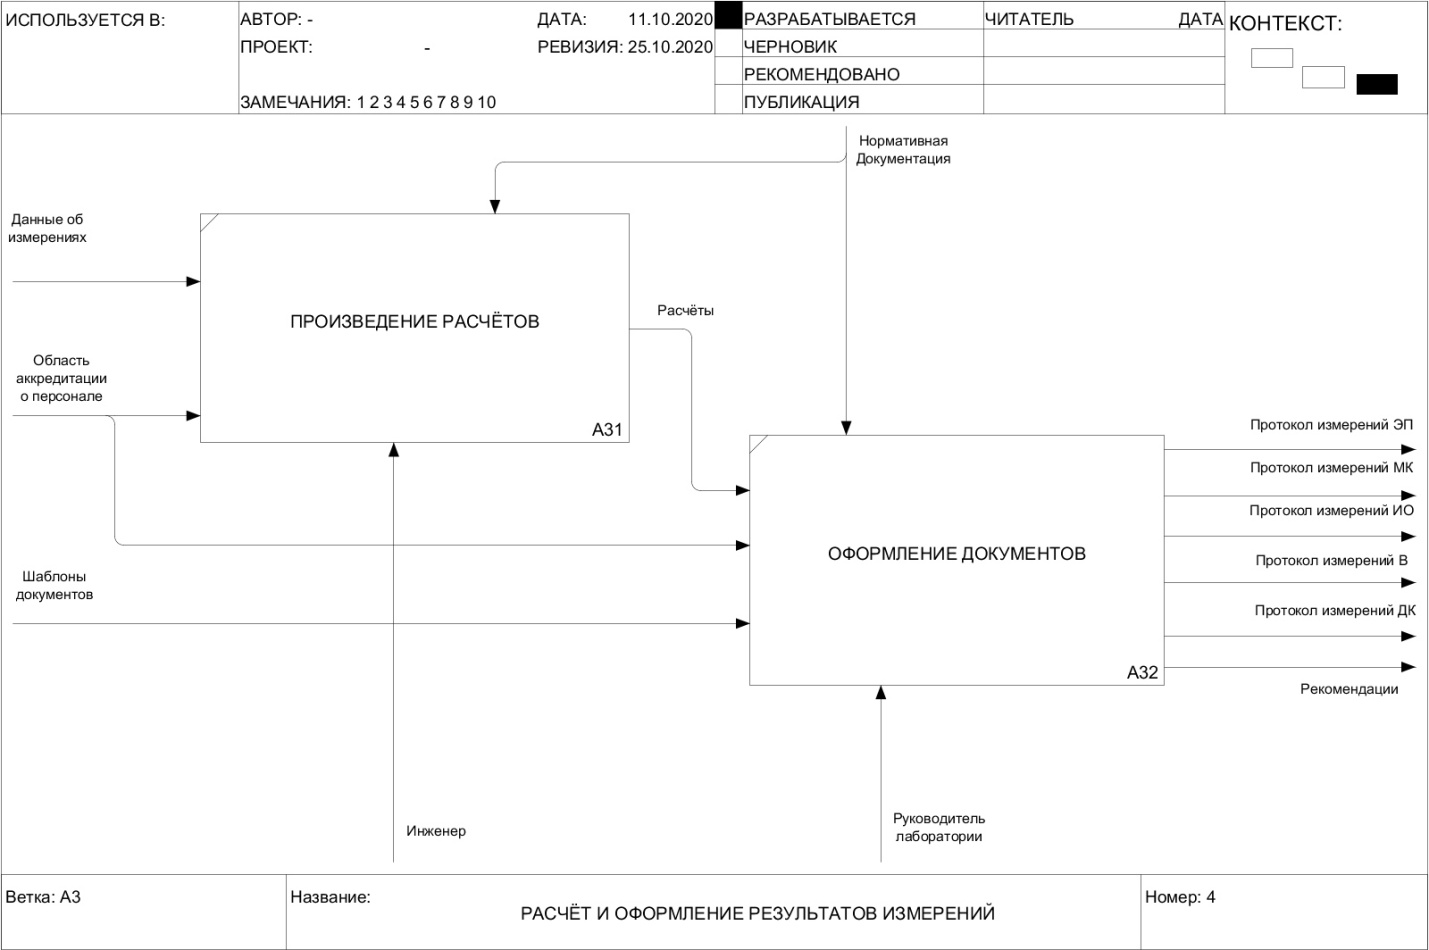 ИСПОЛЬЗУЕТСЯ В:
АВТОР: -
ДАТА: 11.10.2020
ПРОЕКТ: -
РЕВИЗИЯ: 25.10.2020
ЗАМЕЧАНИЯ: 1 2 3 4 5 6 7 8 9 10
РАЗРАБАТЫВАЕТСЯ
ЧЕРНОВИК
РЕКОМЕНДОВАНО
ПУБЛИКАЦИЯ
ЧИТАТЕЛЬ ДАТА
КОНТЕКСТ:
Нормативная
Документация
Данные об
измерениях
ПРОИЗВЕДЕНИЕ РАСЧЁТОВ
A31
Расчёты
Область
аккредитации
о персонале
Шаблоны
документов
ОФОРМЛЕНИЕ ДОКУМЕНТОВ
A32
Протокол измерений ЭП
Протокол измерений МК
Протокол измерений ИО
Протокол измерений В
Протокол измерений ДК
Рекомендации
Инженер
Руководитель
лаборатории
Ветка: A3
Название:
РАСЧЁТ И ОФОРМЛЕНИЕ РЕЗУЛЬТАТОВ ИЗМЕРЕНИЙ
Номер: 4